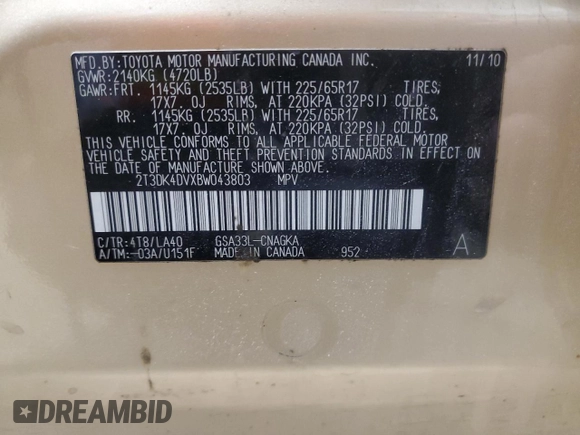 MFD.BY:TOYOTA MOTOR MANUFACTURING CANADA INC. 11/10
GVWR:2140KG (4720LB)
GAWR:FRT. 1145KG (2535LB) WITH 225/65R17 TIRES,
17X7.0J RIMS, AT 220KPA (32PSI) COLD.
RR. 1145KG (2535LB) WITH 225/65R17 TIRES,
17X7.0J RIMS, AT 220KPA (32PSI) COLD.
THIS VEHICLE CONFORMS TO ALL APPLICABLE FEDERAL MOTOR
VEHICLE SAFETY AND THEFT PREVENTION STANDARDS IN EFFECT ON
THE DATE OF MANUFACTURE SHOWN ABOVE.
2T3DK4DVXBW043803 MPV
C/TR:4T8/LA40 GSA33L-CNAGKA
A/TM:-03A/U151F MADE IN CANADA 952 A
DREAMBID